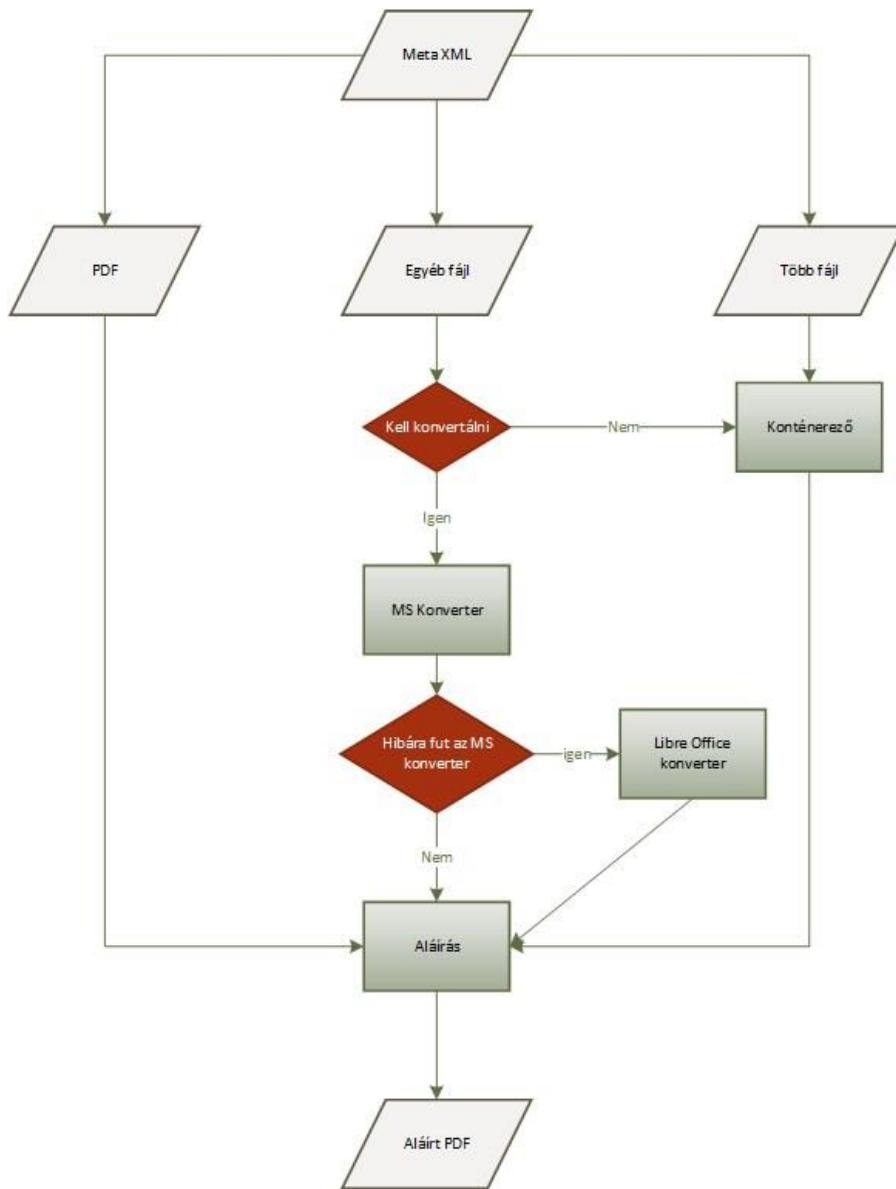 Meta XML
PDF
Egyéb fájl
Több fájl
Kell konvertálni
Nem
Konténerező
Igen
MS Konverter
Hibára fut az MS
konverter
igen
Libre Office
konverter
Nem
Aláírás
Aláírt PDF